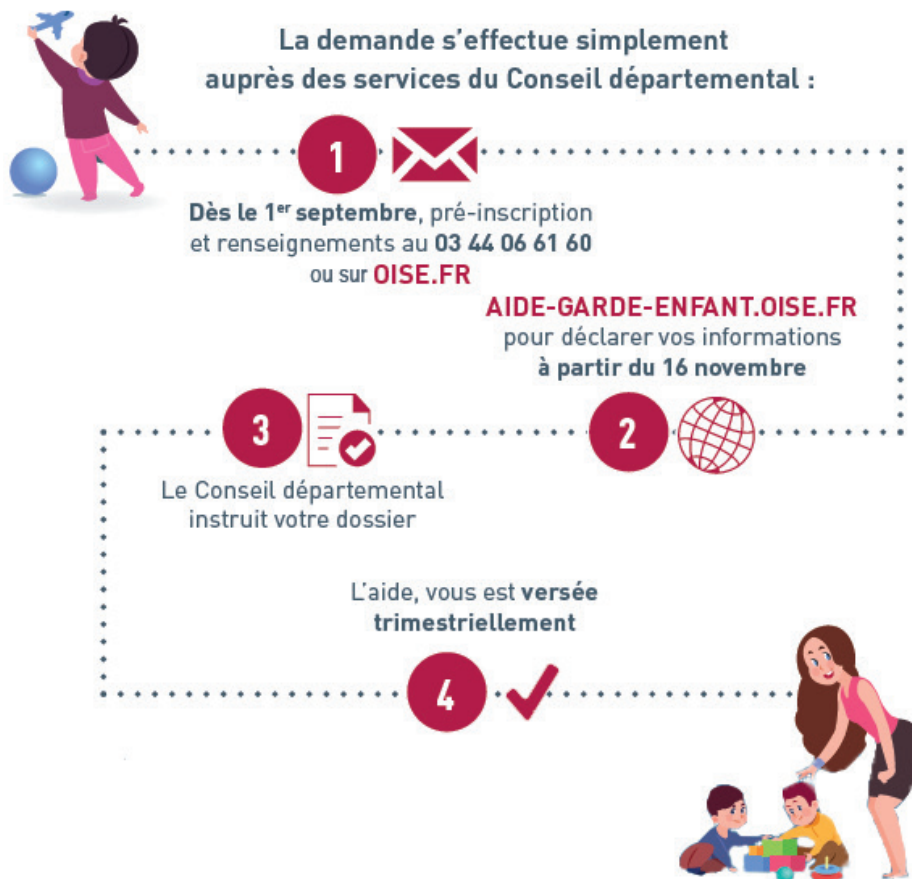 La demande s'effectue simplement
auprès des services du Conseil départemental :
1
Dès le 1er septembre, pré-inscription
et renseignements au 03 44 06 61 60
ou sur OISE.FR
AIDE-GARDE-ENFANT.OISE.FR
pour déclarer vos informations
à partir du 16 novembre
2
3
Le Conseil départemental
instruit votre dossier
L'aide, vous est versée
trimestriellement
4